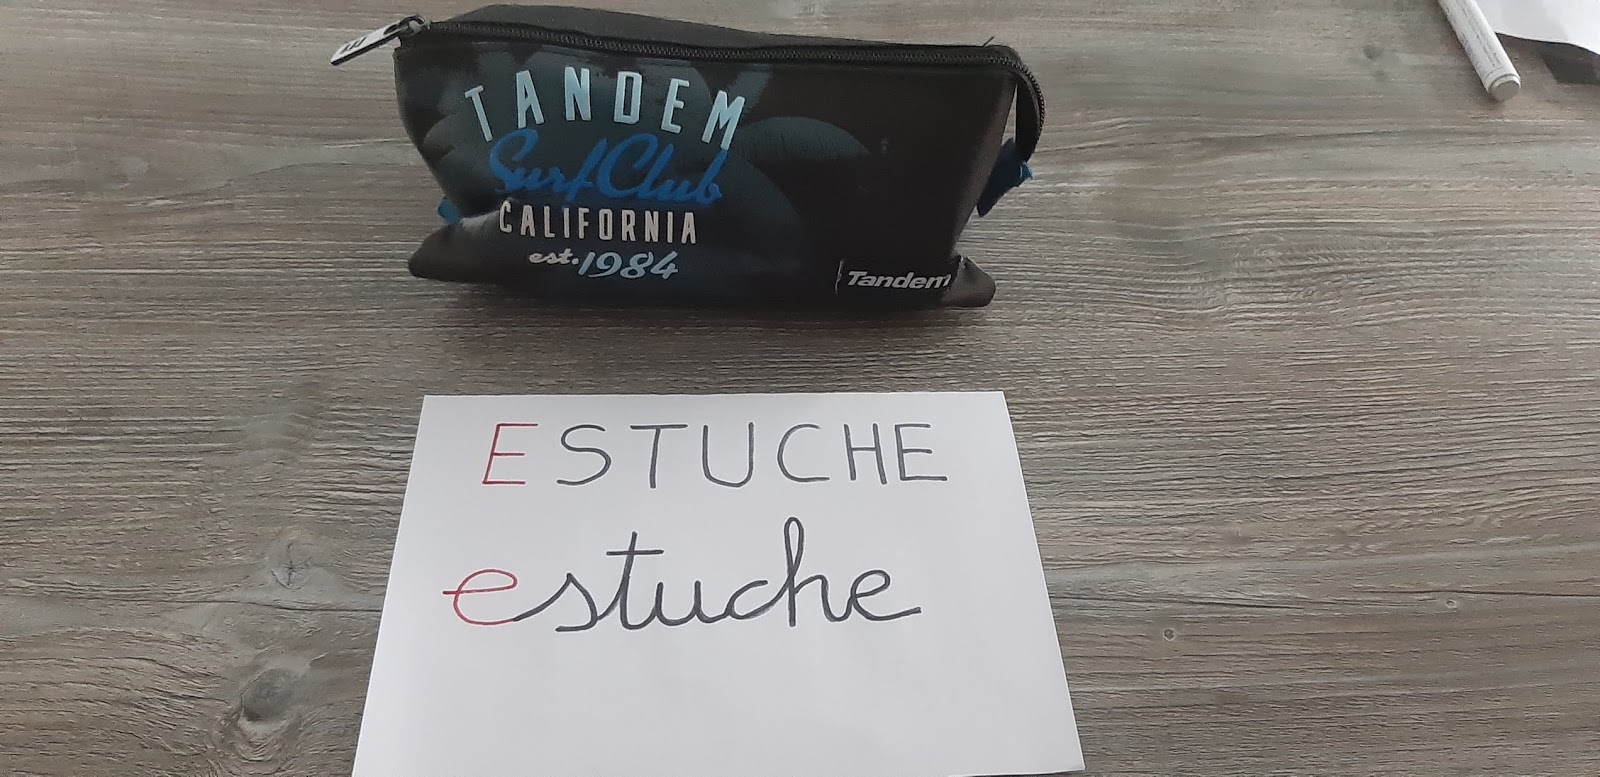 TANDEM
Surf Club
CALIFORNIA
est. 1984
Tandem
ESTUCHE
estuche